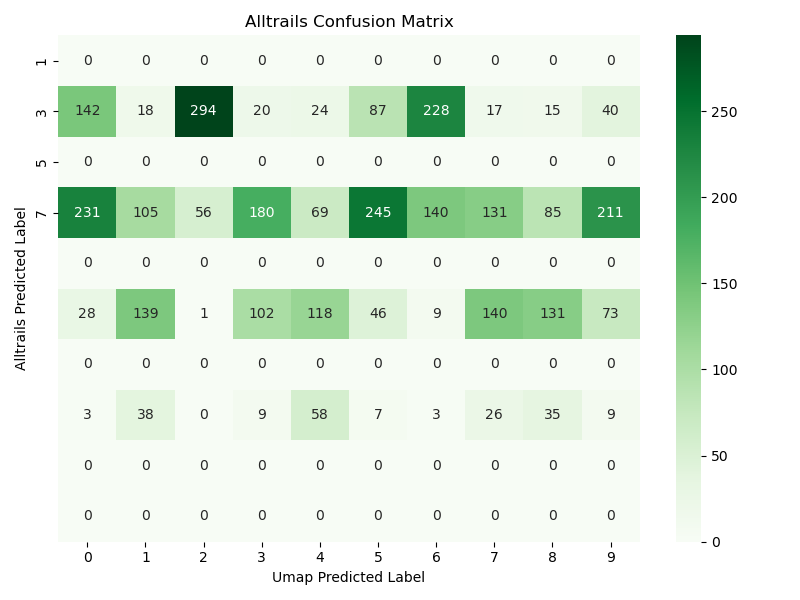 Alltrails Confusion Matrix
1 0 0 0 0 0 0 0 0 0 0
3 142 18 294 20 24 87 228 17 15 40
5 0 0 0 0 0 0 0 0 0 0
7 231 105 56 180 69 245 140 131 85 211
0 0 0 0 0 0 0 0 0 0
28 139 1 102 118 46 9 140 131 73
0 0 0 0 0 0 0 0 0 0
3 38 0 9 58 7 3 26 35 9
0 0 0 0 0 0 0 0 0 0
0 0 0 0 0 0 0 0 0 0
0 1 2 3 4 5 6 7 8 9
Umap Predicted Label
Alltrails Predicted Label
250
200
150
100
50
0